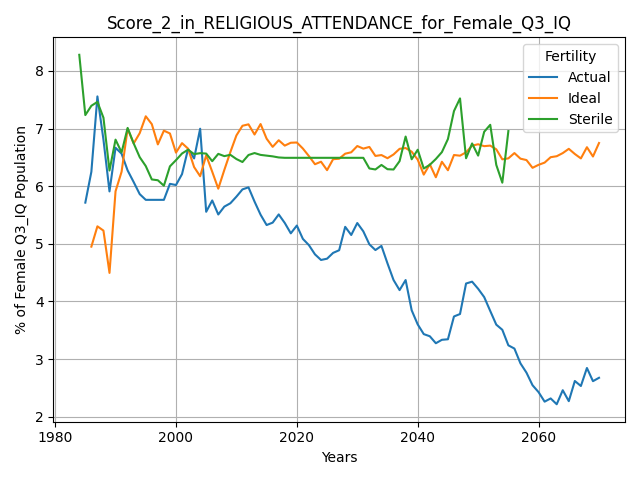 Score_2_in_RELIGIOUS_ATTENDANCE_for_Female_Q3_IQ
Fertility
Actual
Ideal
Sterile
% of Female Q3_IQ Population
8
7
6
5
4
3
2
1980
2000
2020
2040
2060
Years